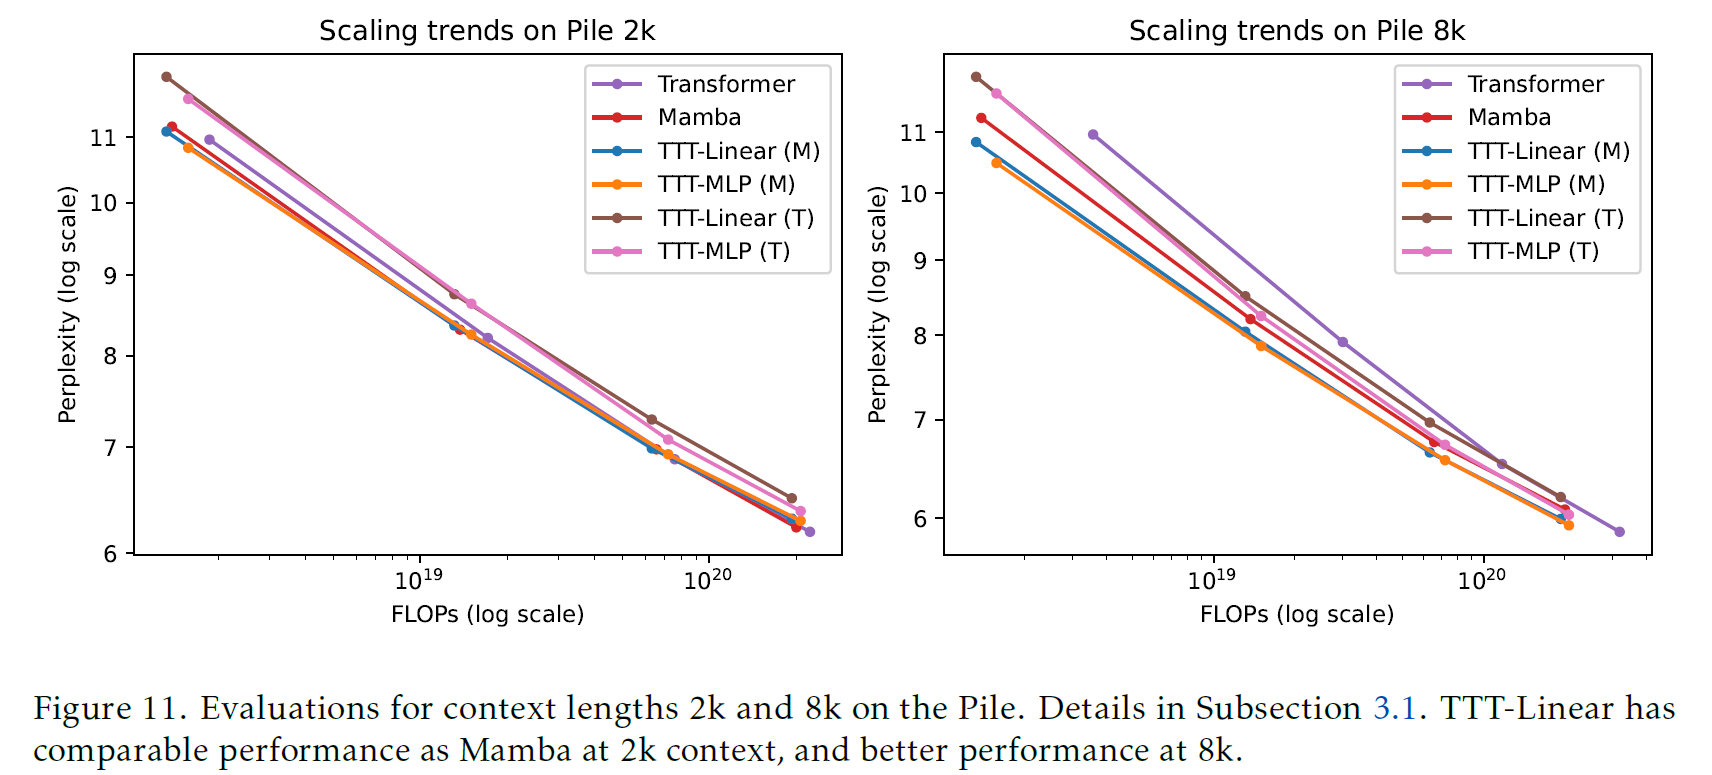 Scaling trends on Pile 2k
Perplexity (log scale)
11
10
9
8
7
6
Transformer
Mamba
TTT-Linear (M)
TTT-MLP (M)
TTT-Linear (T)
TTT-MLP (T)
10^19
10^20
FLOPs (log scale)
Scaling trends on Pile 8k
Perplexity (log scale)
11
10
9
8
7
6
Transformer
Mamba
TTT-Linear (M)
TTT-MLP (M)
TTT-Linear (T)
TTT-MLP (T)
10^19
10^20
FLOPs (log scale)
Figure 11. Evaluations for context lengths 2k and 8k on the Pile. Details in Subsection 3.1. TTT-Linear has
comparable performance as Mamba at 2k context, and better performance at 8k.